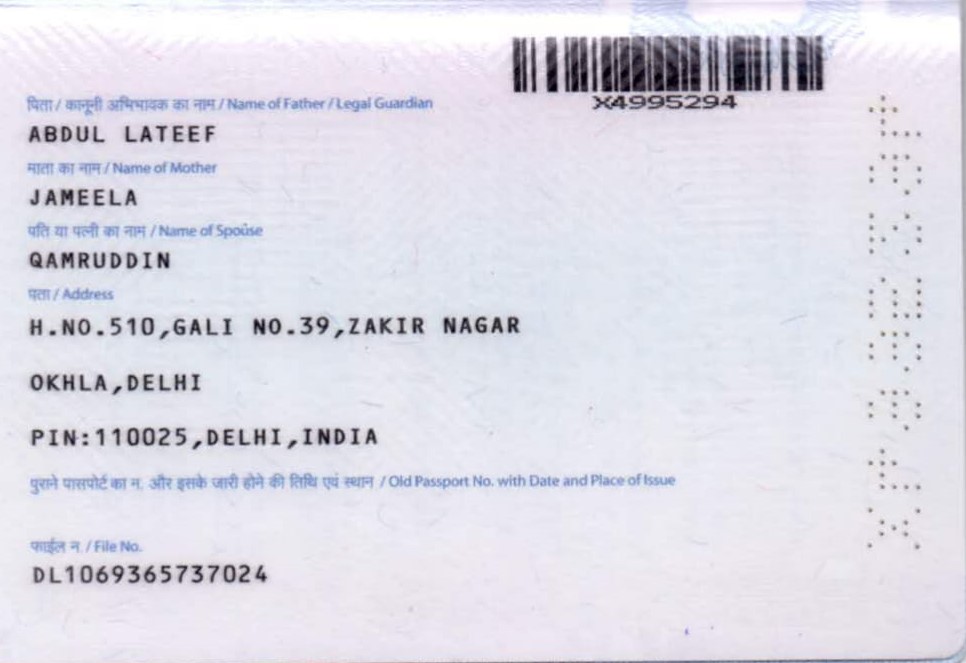 X4995294
पिता / कानूनी अभिभावक का नाम / Name of Father / Legal Guardian
ABDUL LATEEF
माता का नाम / Name of Mother
JAMEELA
पति या पत्नी का नाम / Name of Spouse
QAMRUDDIN
पता / Address
H.NO.510,GALI NO.39,ZAKIR NAGAR
OKHLA,DELHI
PIN:110025,DELHI,INDIA
पुराने पासपोर्ट का न. और इसके जारी होने की तिथि एवं स्थान / Old Passport No. with Date and Place of Issue
फाईल न. / File No.
DL1069365737024
X4995294